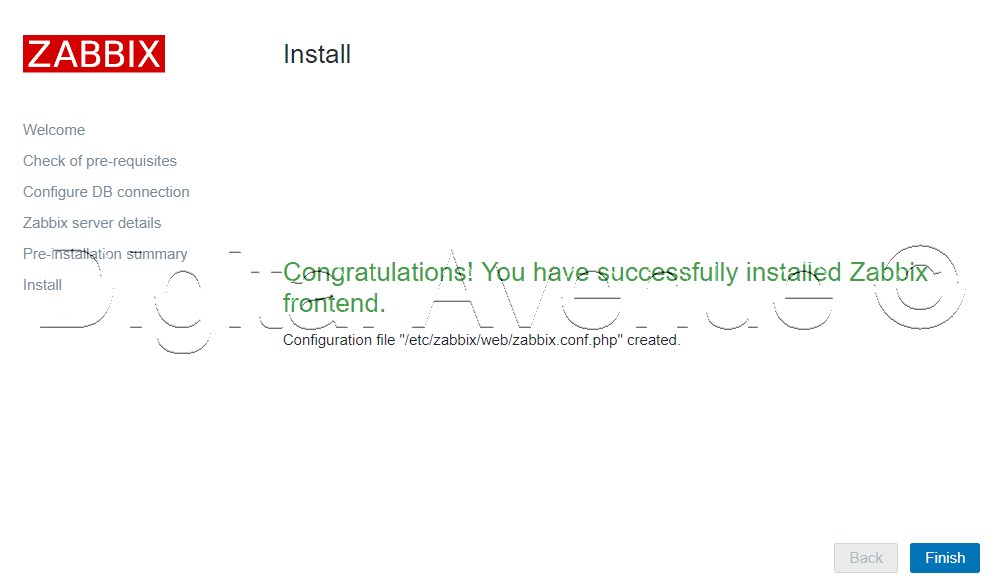 ZABBIX
Install
Welcome
Check of pre-requisites
Configure DB connection
Zabbix server details
Pre-installation summary
Install
Congratulations! You have successfully installed Zabbix
frontend.
Configuration file "/etc/zabbix/web/zabbix.conf.php" created.
Digital Avenue ©
Back
Finish